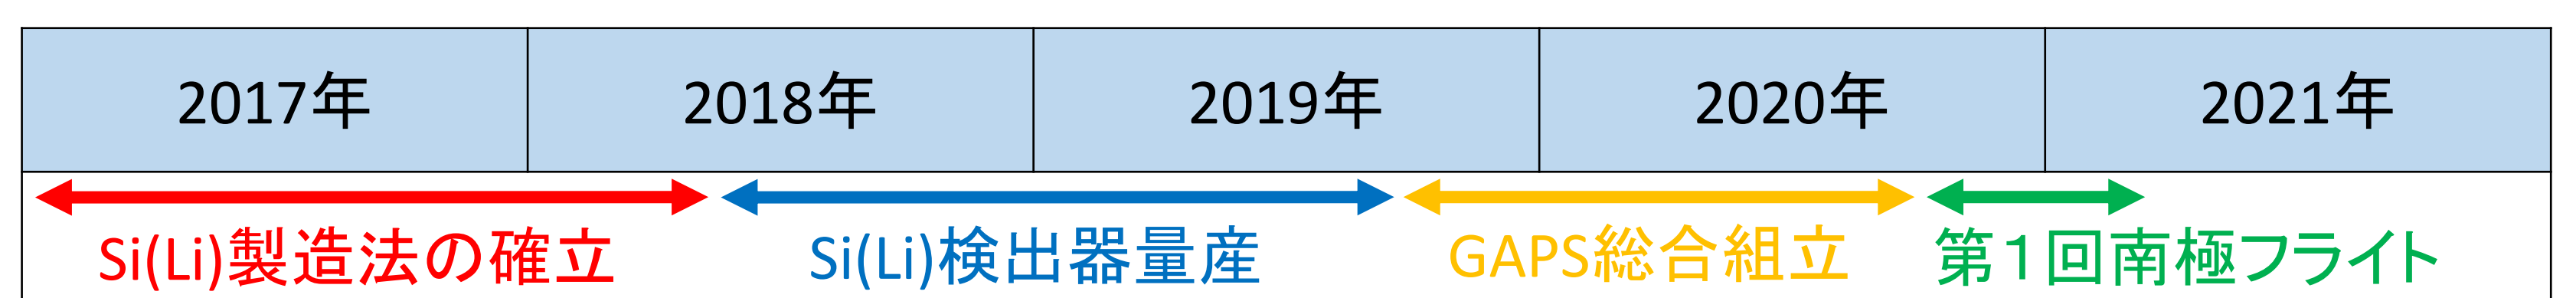 2017年 2018年 2019年 2020年 2021年
Si(Li)製造法の確立 Si(Li)検出器量産 GAPS総合組立 第1回南極フライト